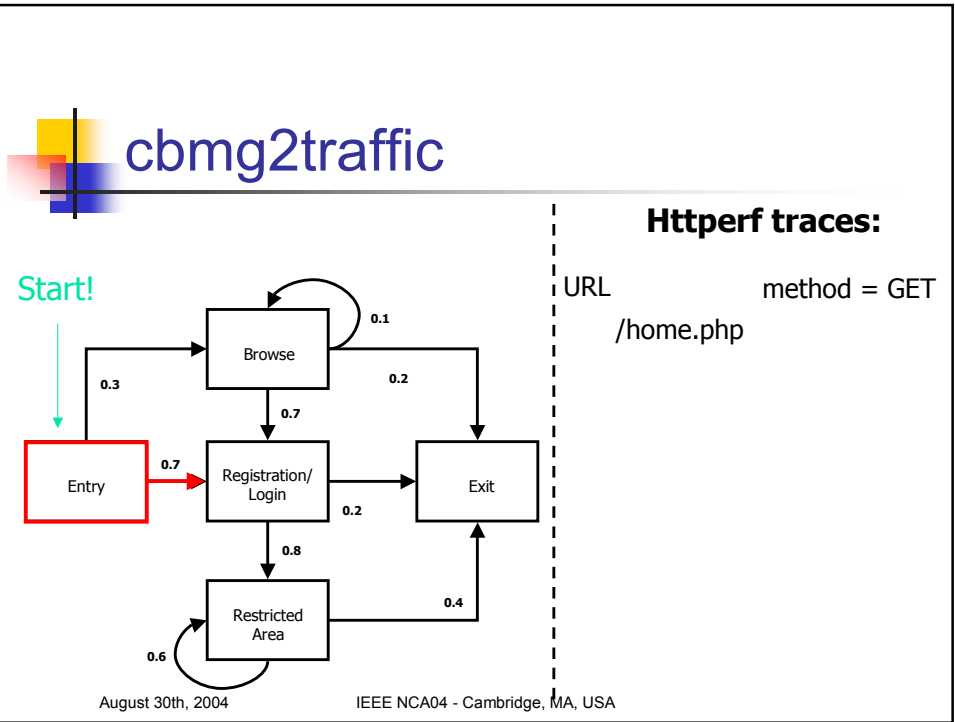 cbmg2traffic
Httperf traces:
Start!
URL method = GET
/home.php
0.1
Browse
0.3
0.2
0.7
0.7
Entry
Registration/
Login
Exit
0.2
0.8
Restricted
Area
0.4
0.6
August 30th, 2004
IEEE NCA04 - Cambridge, MA, USA